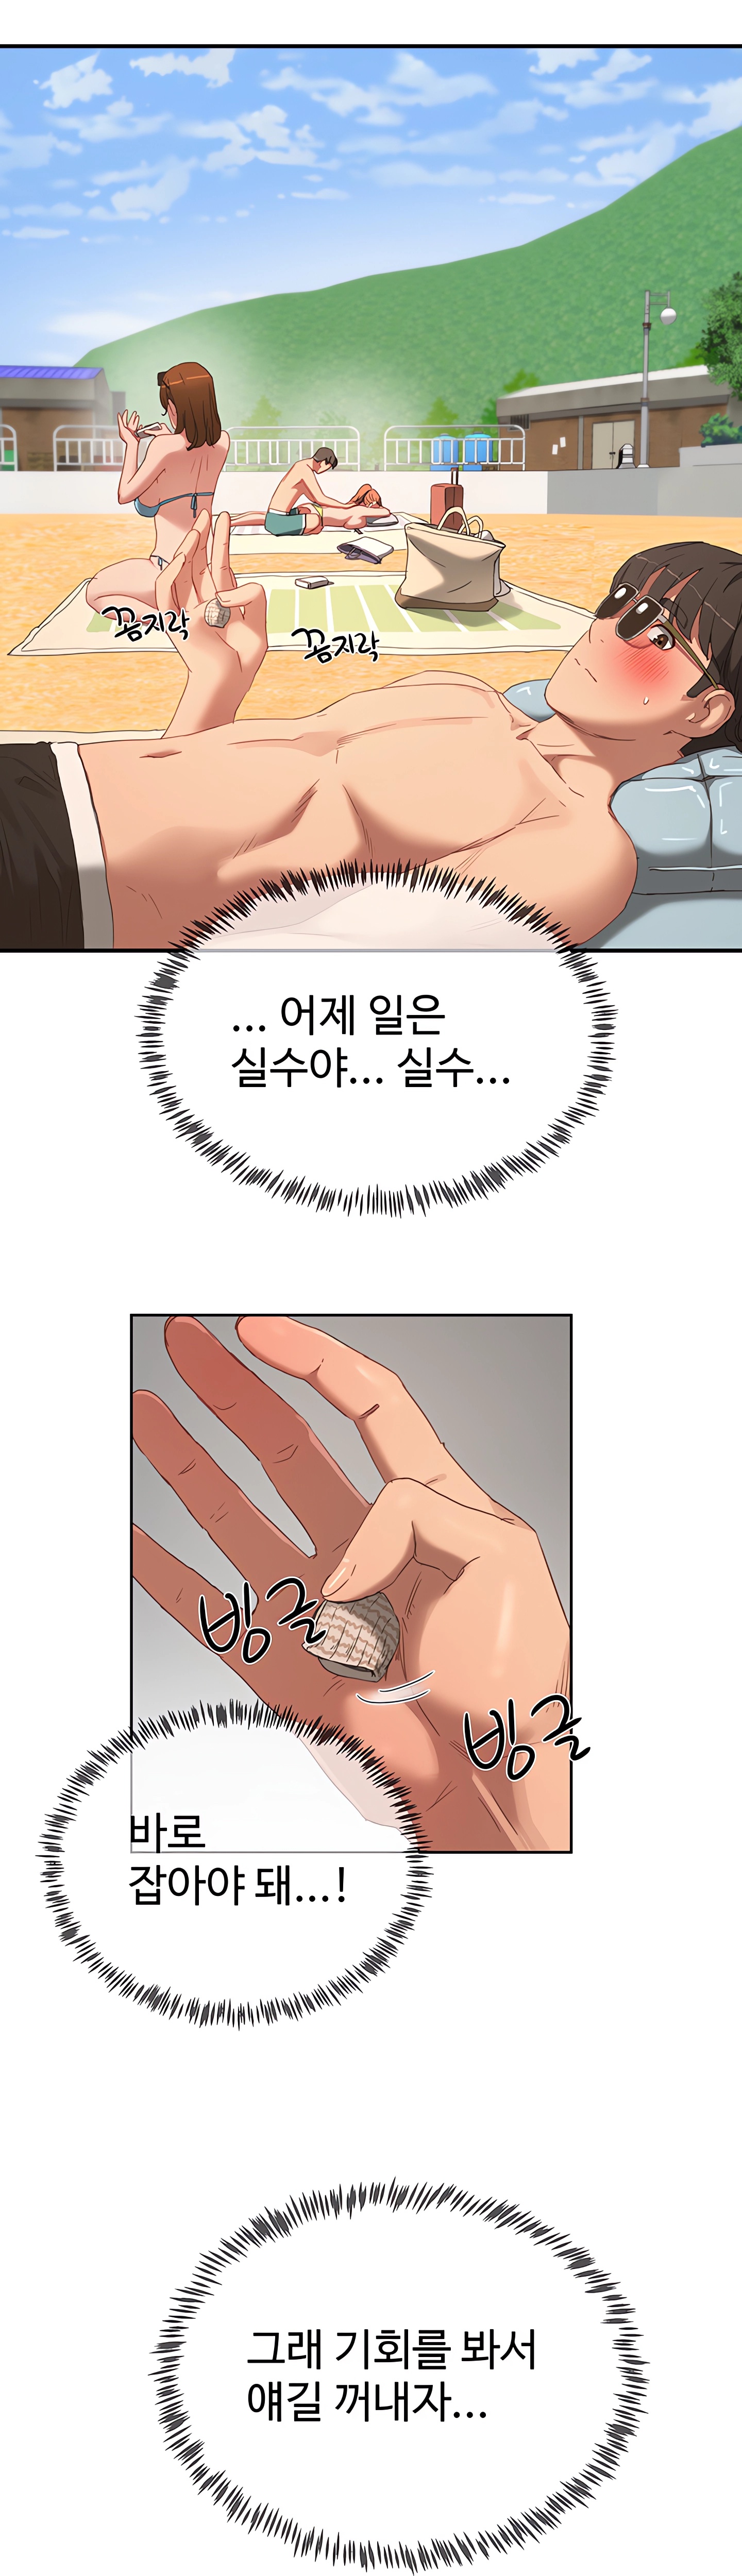 꼼지락
꼼지락
... 어제 일은
실수야... 실수...
빙글
빙글
바로
잡아야 돼...!
그래 기회를 봐서
얘길 꺼내자...